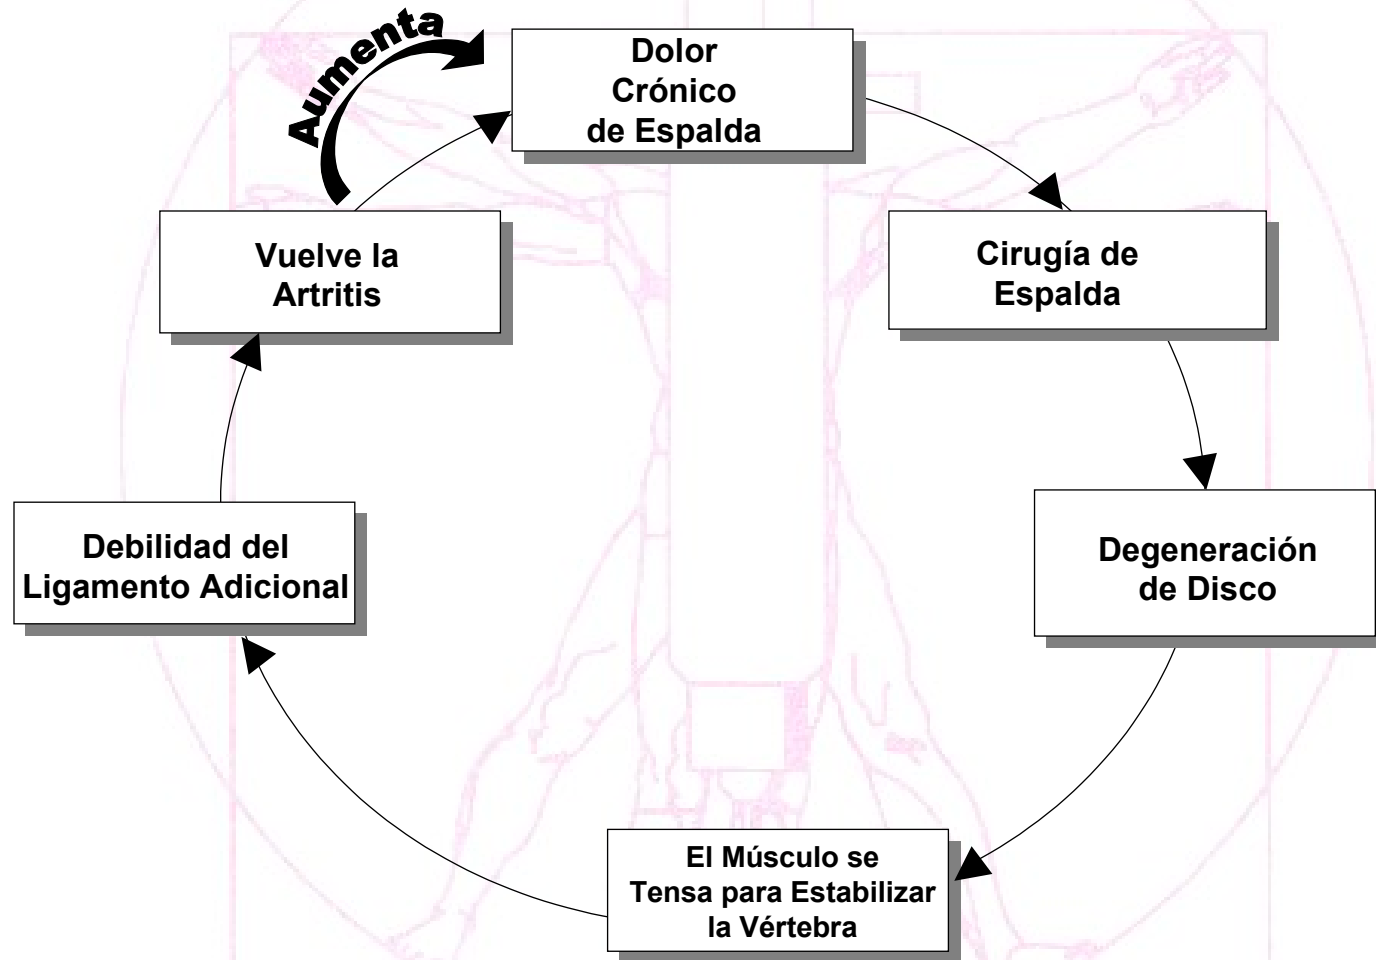 Aumenta
Dolor
Crónico
de Espalda
Vuelve la
Artritis
Cirugía de
Espalda
Debilidad del
Ligamento Adicional
Degeneración
de Disco
El Músculo se
Tensa para Estabilizar
la Vértebra